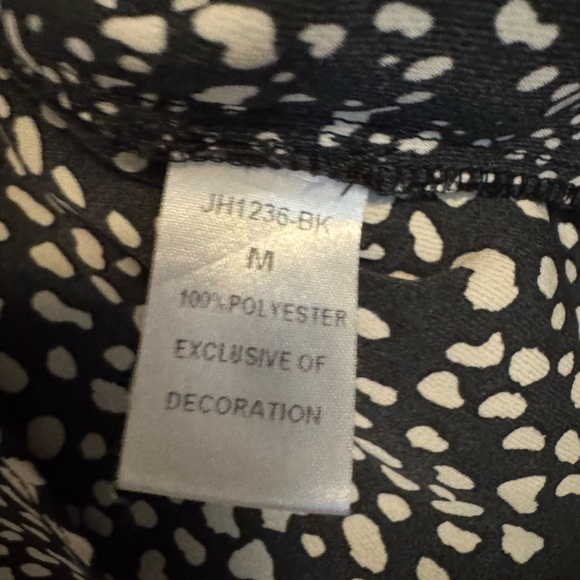 JH1236-BK
M
100%POLYESTER
EXCLUSIVE OF
DECORATION